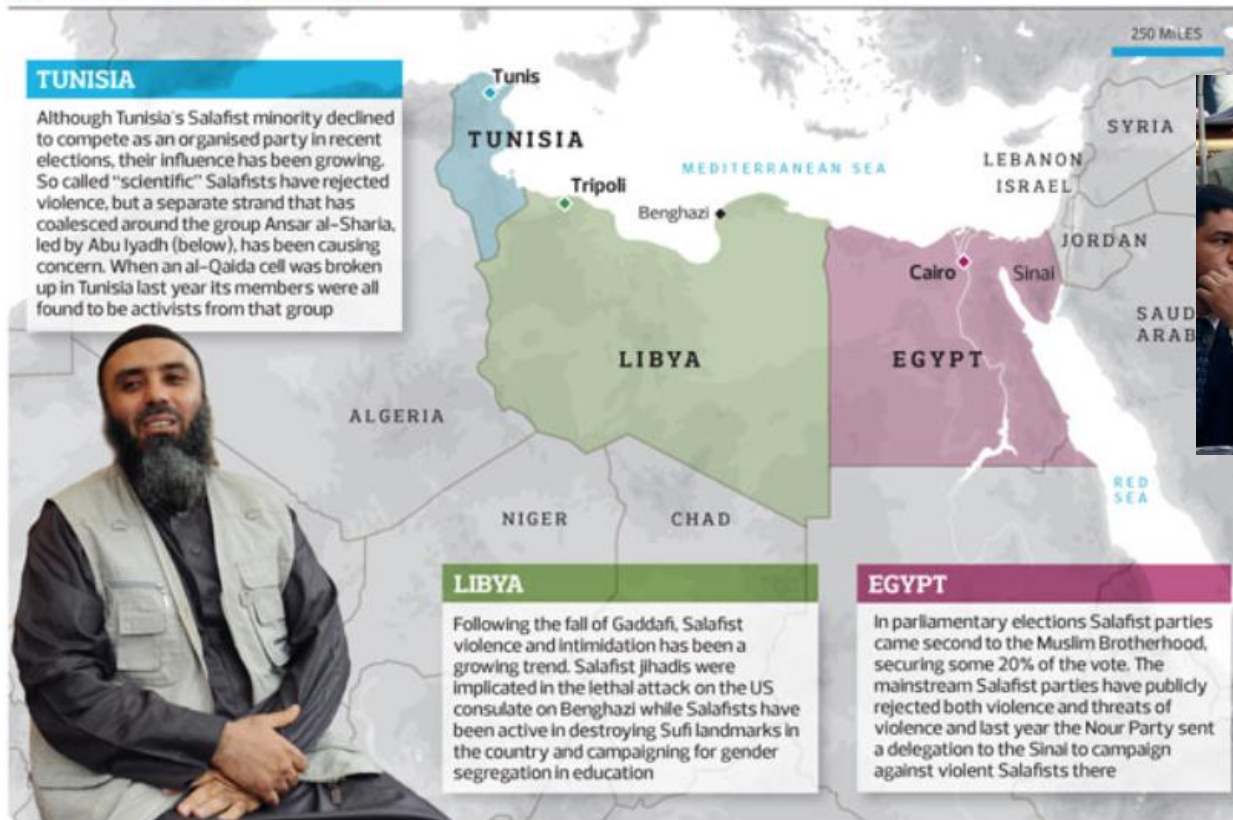 250 MILES
TUNISIA
Although Tunisia's Salafist minority declined
to compete as an organised party in recent
elections, their influence has been growing.
So called "scientific" Salafists have rejected
violence, but a separate strand that has
coalesced around the group Ansar al-Sharia,
led by Abu Iyadh (below), has been causing
concern. When an al-Qaida cell was broken
up in Tunisia last year its members were all
found to be activists from that group
Tunis
TUNISIA
MEDITERRANEAN SEA
Tripoli
Benghazi
SYRIA
LEBANON
ISRAEL
JORDAN
Cairo
Sinai
SAUD
ARAB
LIBYA
EGYPT
ALGERIA
NIGER
CHAD
RED
SEA
LIBYA
Following the fall of Gaddafi, Salafist
violence and intimidation has been a
growing trend. Salafist jihadis were
implicated in the lethal attack on the US
consulate on Benghazi while Salafists have
been active in destroying Sufi landmarks in
the country and campaigning for gender
segregation in education
EGYPT
In parliamentary elections Salafist parties
came second to the Muslim Brotherhood,
securing some 20% of the vote. The
mainstream Salafist parties have publicly
rejected both violence and threats of
violence and last year the Nour Party sent
a delegation to the Sinai to campaign
against violent Salafists there